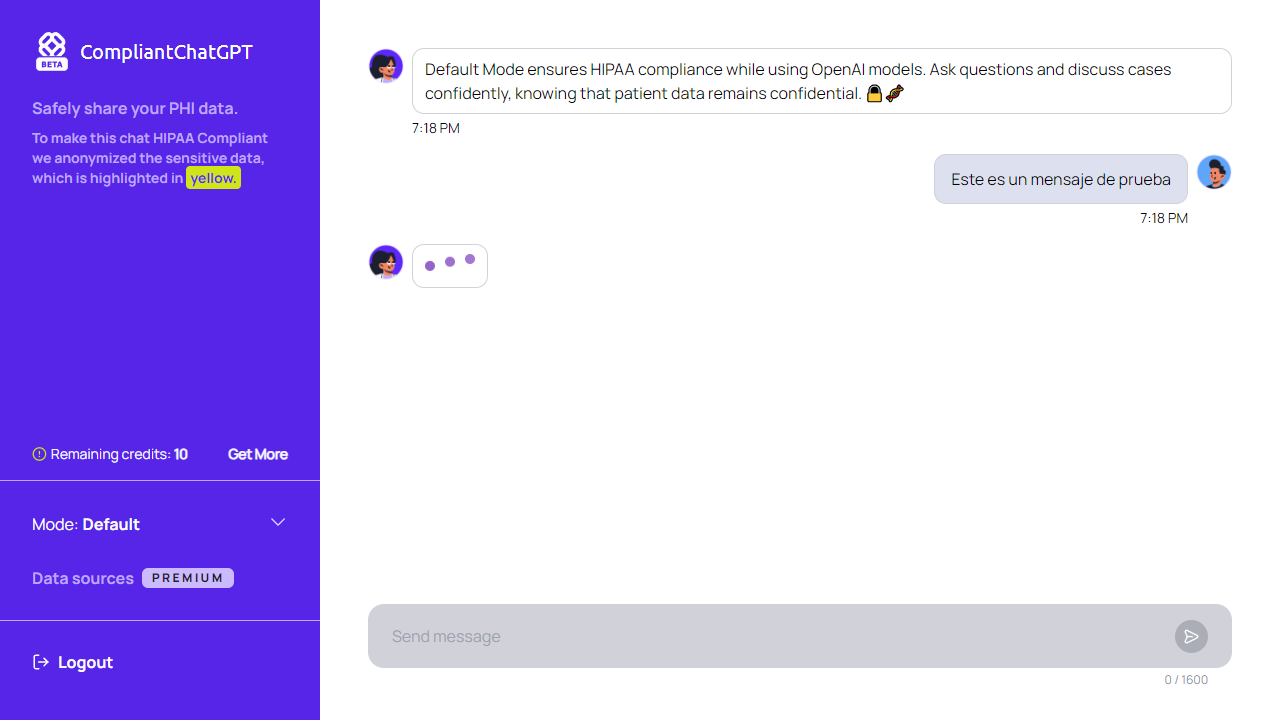 BETA
CompliantChatGPT
Safely share your PHI data.
To make this chat HIPAA Compliant
we anonymized the sensitive data,
which is highlighted in yellow.
Remaining credits: 10
Get More
Mode: Default
Data sources PREMIUM
Logout
Default Mode ensures HIPAA compliance while using OpenAI models. Ask questions and discuss cases
confidently, knowing that patient data remains confidential. 🔒🧬
7:18 PM
Este es un mensaje de prueba
7:18 PM
Send message
0 / 1600